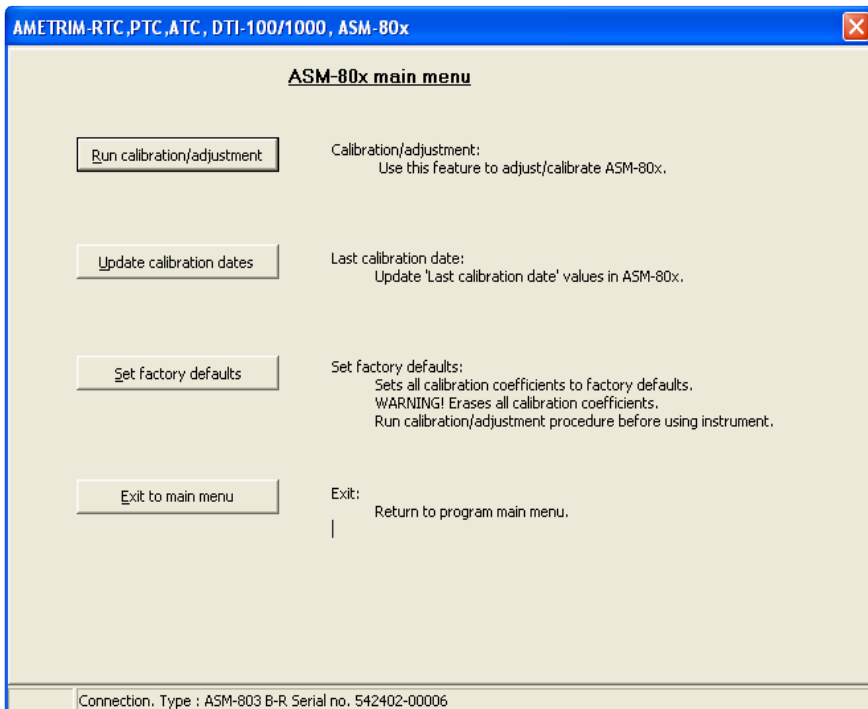 AMETRIM-RTC,PTC,ATC, DTI-100/1000, ASM-80x
ASM-80x main menu
Run calibration/adjustment
Calibration/adjustment:
Use this feature to adjust/calibrate ASM-80x.
Update calibration dates
Last calibration date:
Update 'Last calibration date' values in ASM-80x.
Set factory defaults
Set factory defaults:
Sets all calibration coefficients to factory defaults.
WARNING! Erases all calibration coefficients.
Run calibration/adjustment procedure before using instrument.
Exit to main menu
Exit:
Return to program main menu.
Connection. Type : ASM-803 B-R Serial no. 542402-00006